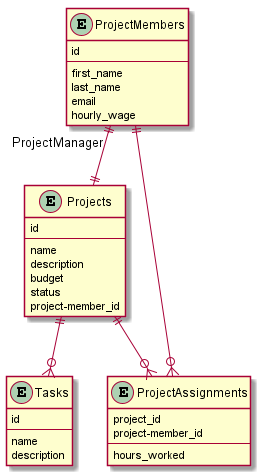 E ProjectMembers
id
first_name
last_name
email
hourly_wage
ProjectManager
E Projects
id
name
description
budget
status
project-member_id
E Tasks
id
name
description
E ProjectAssignments
project_id
project-member_id
hours_worked